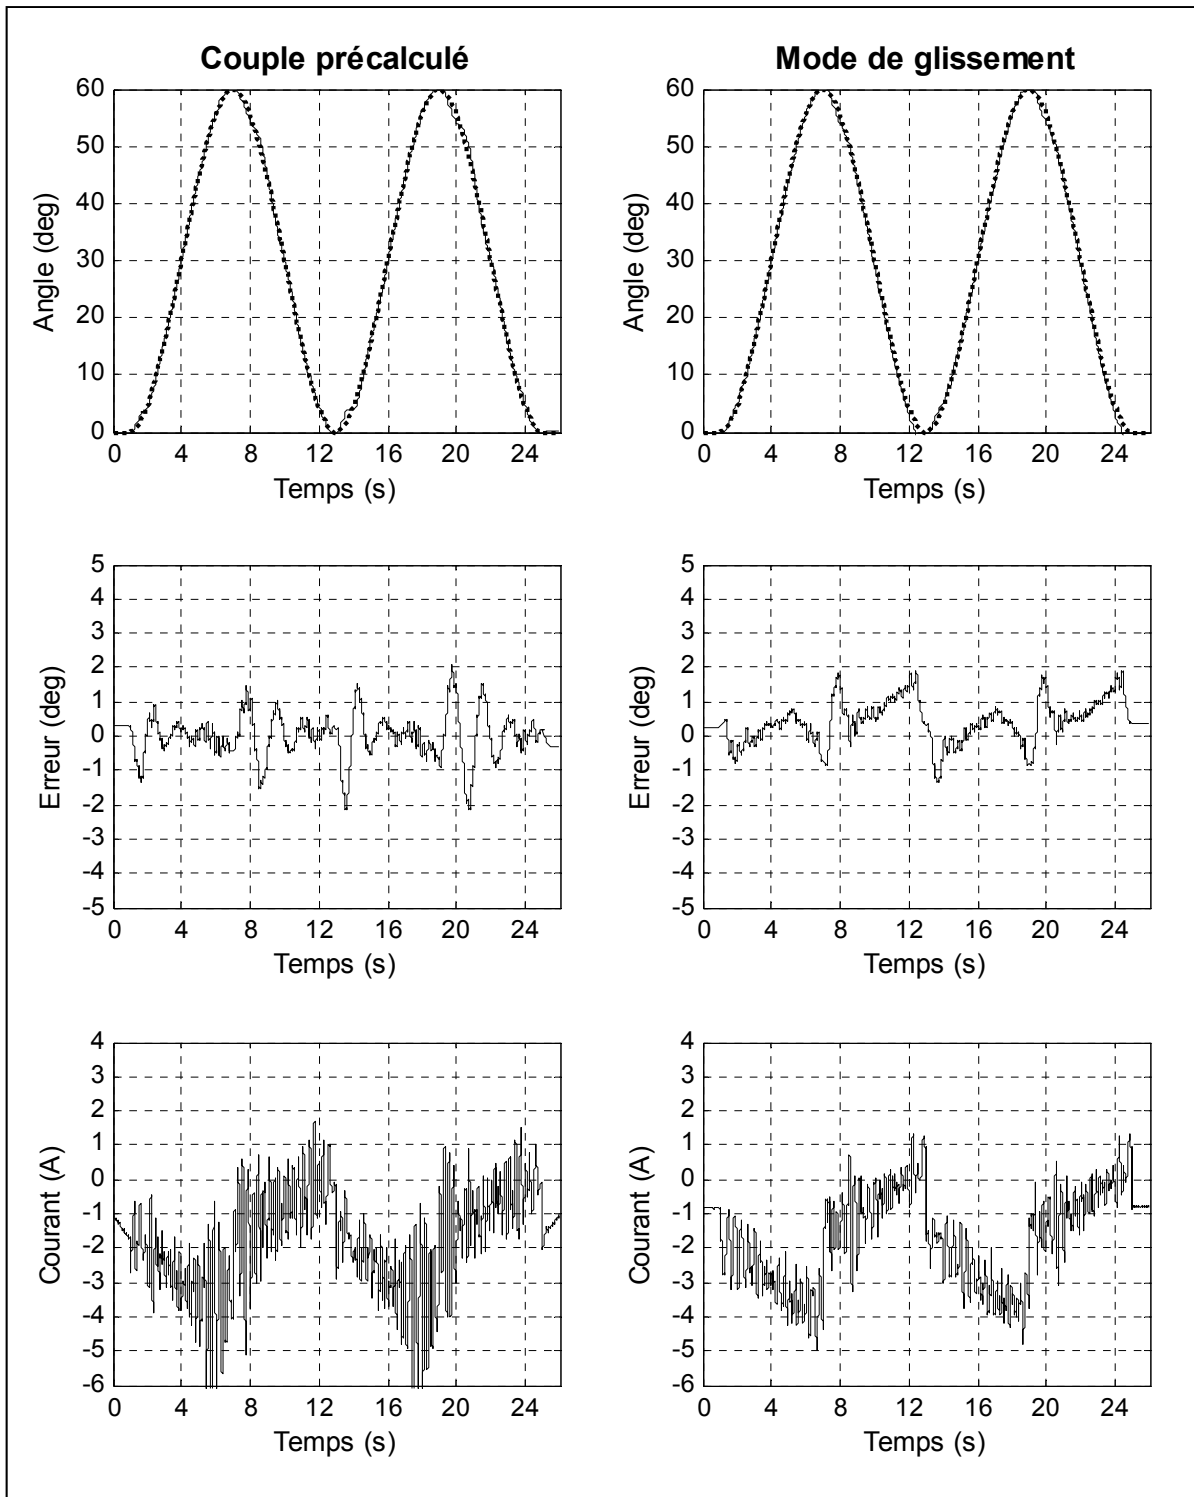 Couple précalculé
Mode de glissement
60
50
40
30
20
10
0
Angle (deg)
0 4 8 12 16 20 24
Temps (s)
60
50
40
30
20
10
0
Angle (deg)
0 4 8 12 16 20 24
Temps (s)
5
4
3
2
1
0
-1
-2
-3
-4
-5
Erreur (deg)
0 4 8 12 16 20 24
Temps (s)
5
4
3
2
1
0
-1
-2
-3
-4
-5
Erreur (deg)
0 4 8 12 16 20 24
Temps (s)
4
3
2
1
0
-1
-2
-3
-4
-5
-6
Courant (A)
0 4 8 12 16 20 24
Temps (s)
4
3
2
1
0
-1
-2
-3
-4
-5
-6
Courant (A)
0 4 8 12 16 20 24
Temps (s)